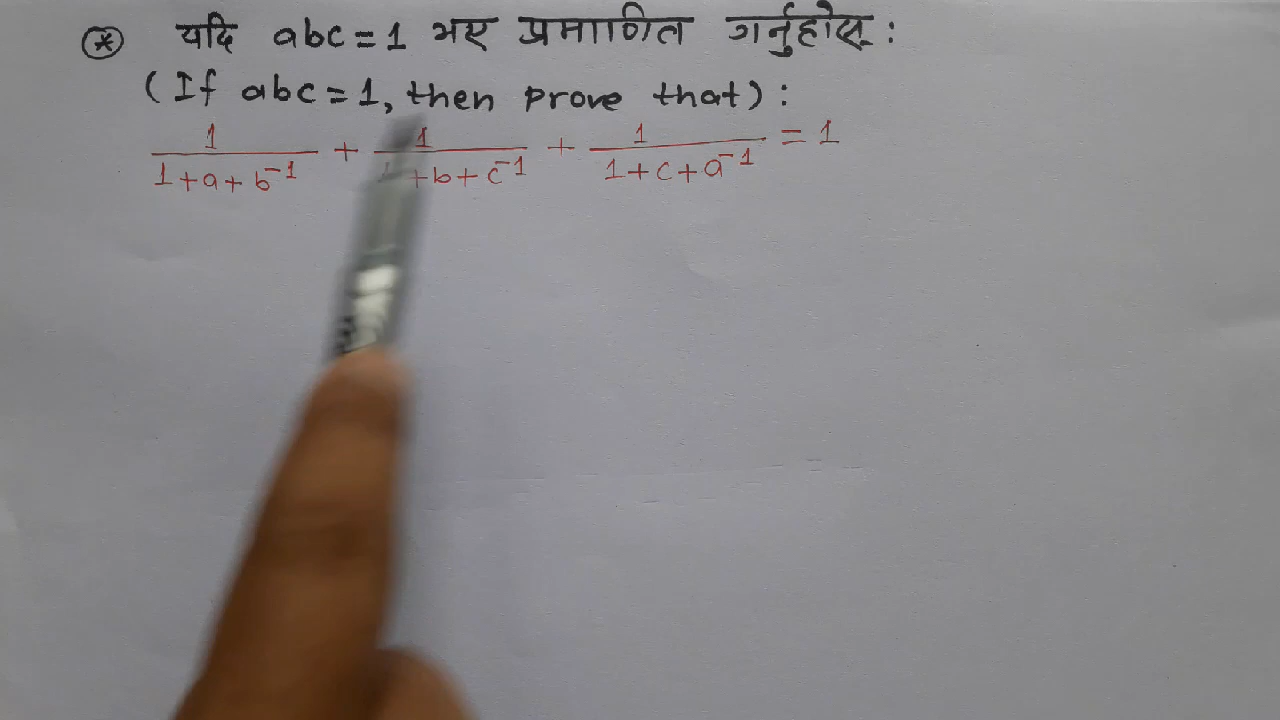 ⊛ यदि abc = 1 भए प्रमाणित गर्नुहोस् :
(If abc = 1, then prove that) :
1/(1+a+b⁻¹) + 1/(1+b+c⁻¹) + 1/(1+c+a⁻¹) = 1